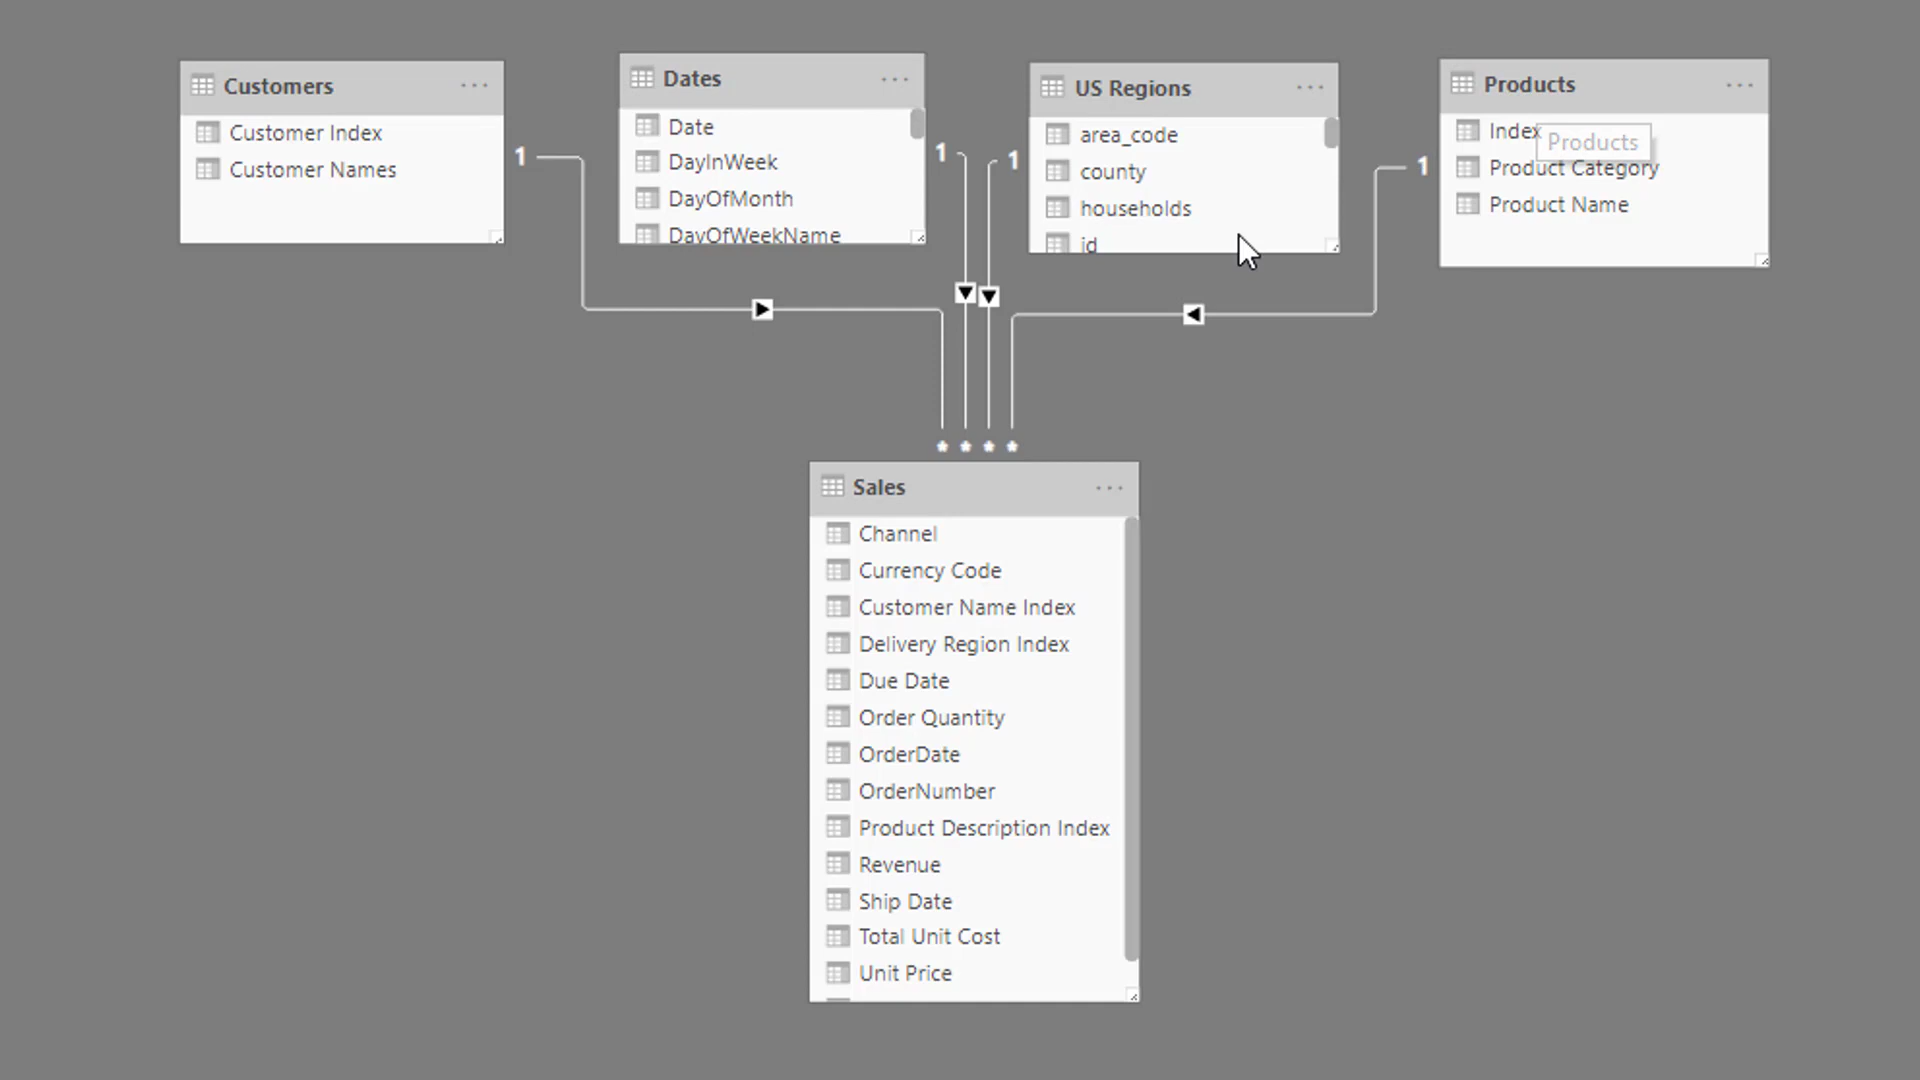 Customers
Customer Index
Customer Names
Dates
Date
DayInWeek
DayOfMonth
DayOfWeekName
US Regions
area_code
county
households
id
Products
Index
Products
Product Category
Product Name
1
1
1
1
* * * *
Sales
Channel
Currency Code
Customer Name Index
Delivery Region Index
Due Date
Order Quantity
OrderDate
OrderNumber
Product Description Index
Revenue
Ship Date
Total Unit Cost
Unit Price